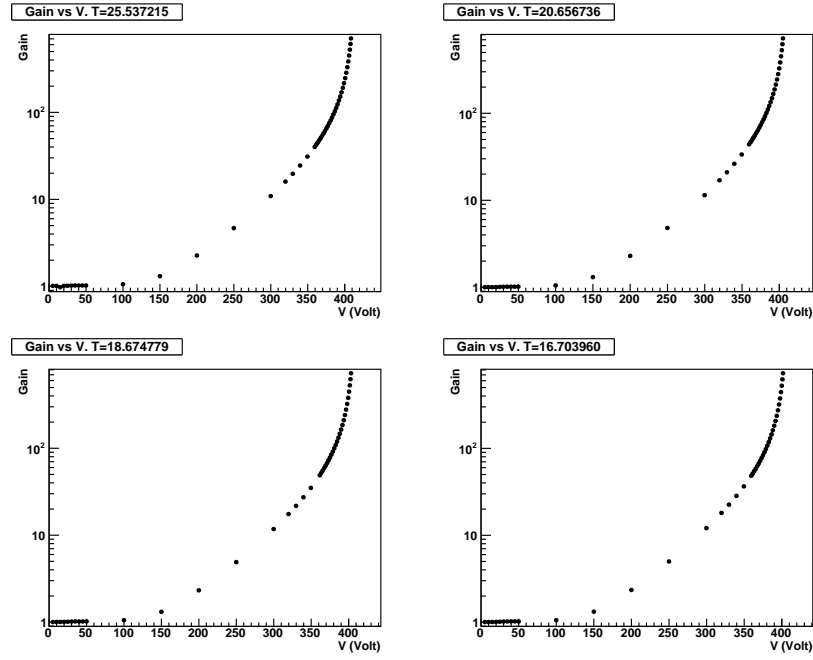 Gain vs V. T=25.537215
Gain
10²
10
1
0 50 100 150 200 250 300 350 400
V (Volt)
Gain vs V. T=20.656736
Gain
10²
10
1
0 50 100 150 200 250 300 350 400
V (Volt)
Gain vs V. T=18.674779
Gain
10²
10
1
0 50 100 150 200 250 300 350 400
V (Volt)
Gain vs V. T=16.703960
Gain
10²
10
1
0 50 100 150 200 250 300 350 400
V (Volt)